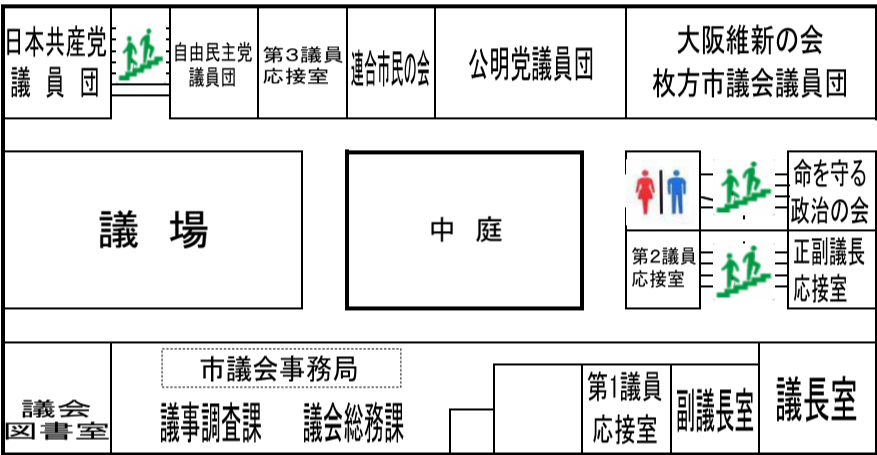 日本共産党
議員団
自由民主党
議員団
第3議員
応接室
連合市民の会
公明党議員団
大阪維新の会
枚方市議会議員団
議場
中庭
命を守る
政治の会
第2議員
応接室
正副議長
応接室
議会
図書室
市議会事務局
議事調査課
議会総務課
第1議員
応接室
副議長室
議長室